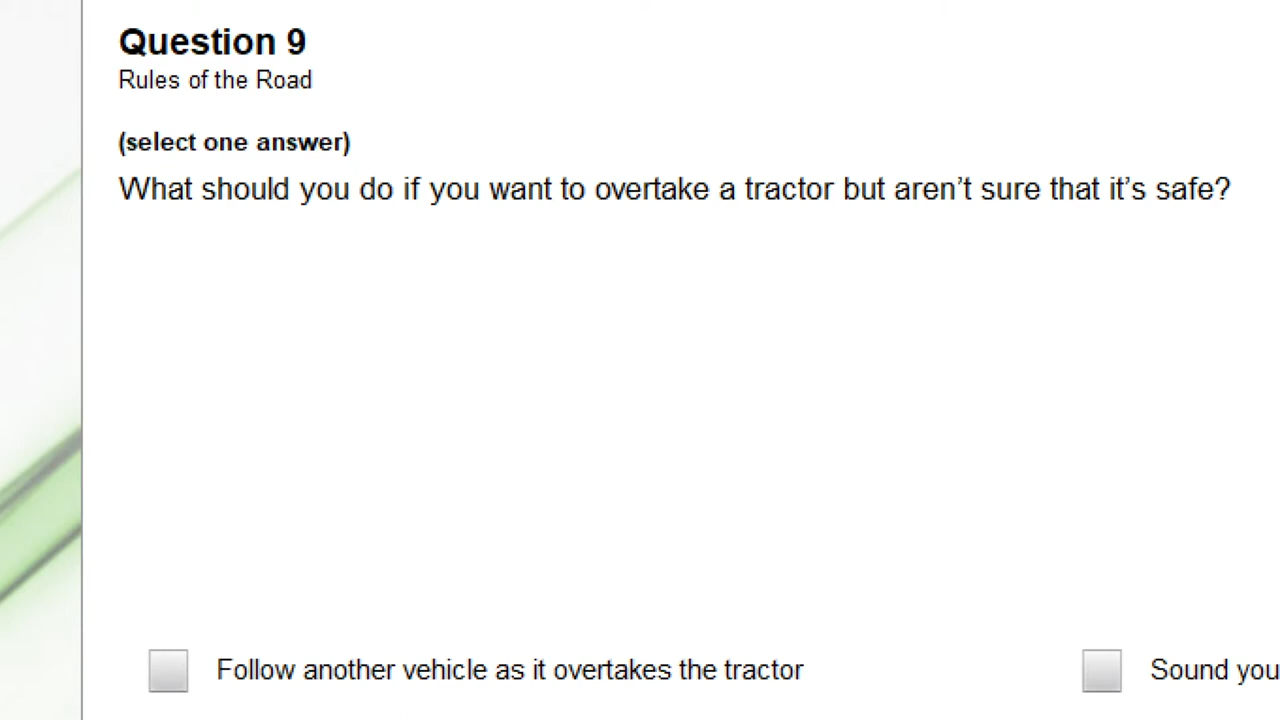 Question 9
Rules of the Road
(select one answer)
What should you do if you want to overtake a tractor but aren’t sure that it’s safe?
Follow another vehicle as it overtakes the tractor
Sound you